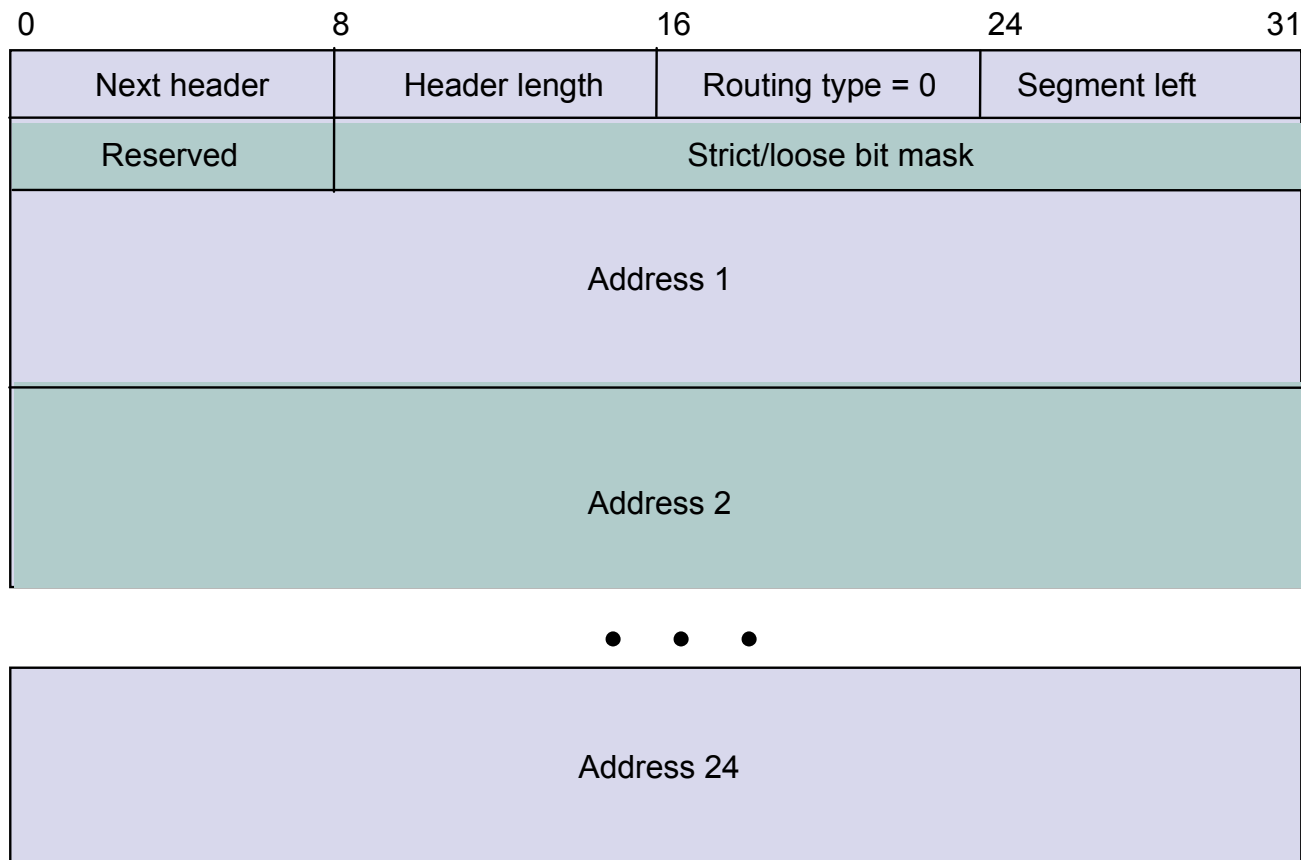 0 8 16 24 31
Next header Header length Routing type = 0 Segment left
Reserved Strict/loose bit mask
Address 1
Address 2
• • •
Address 24